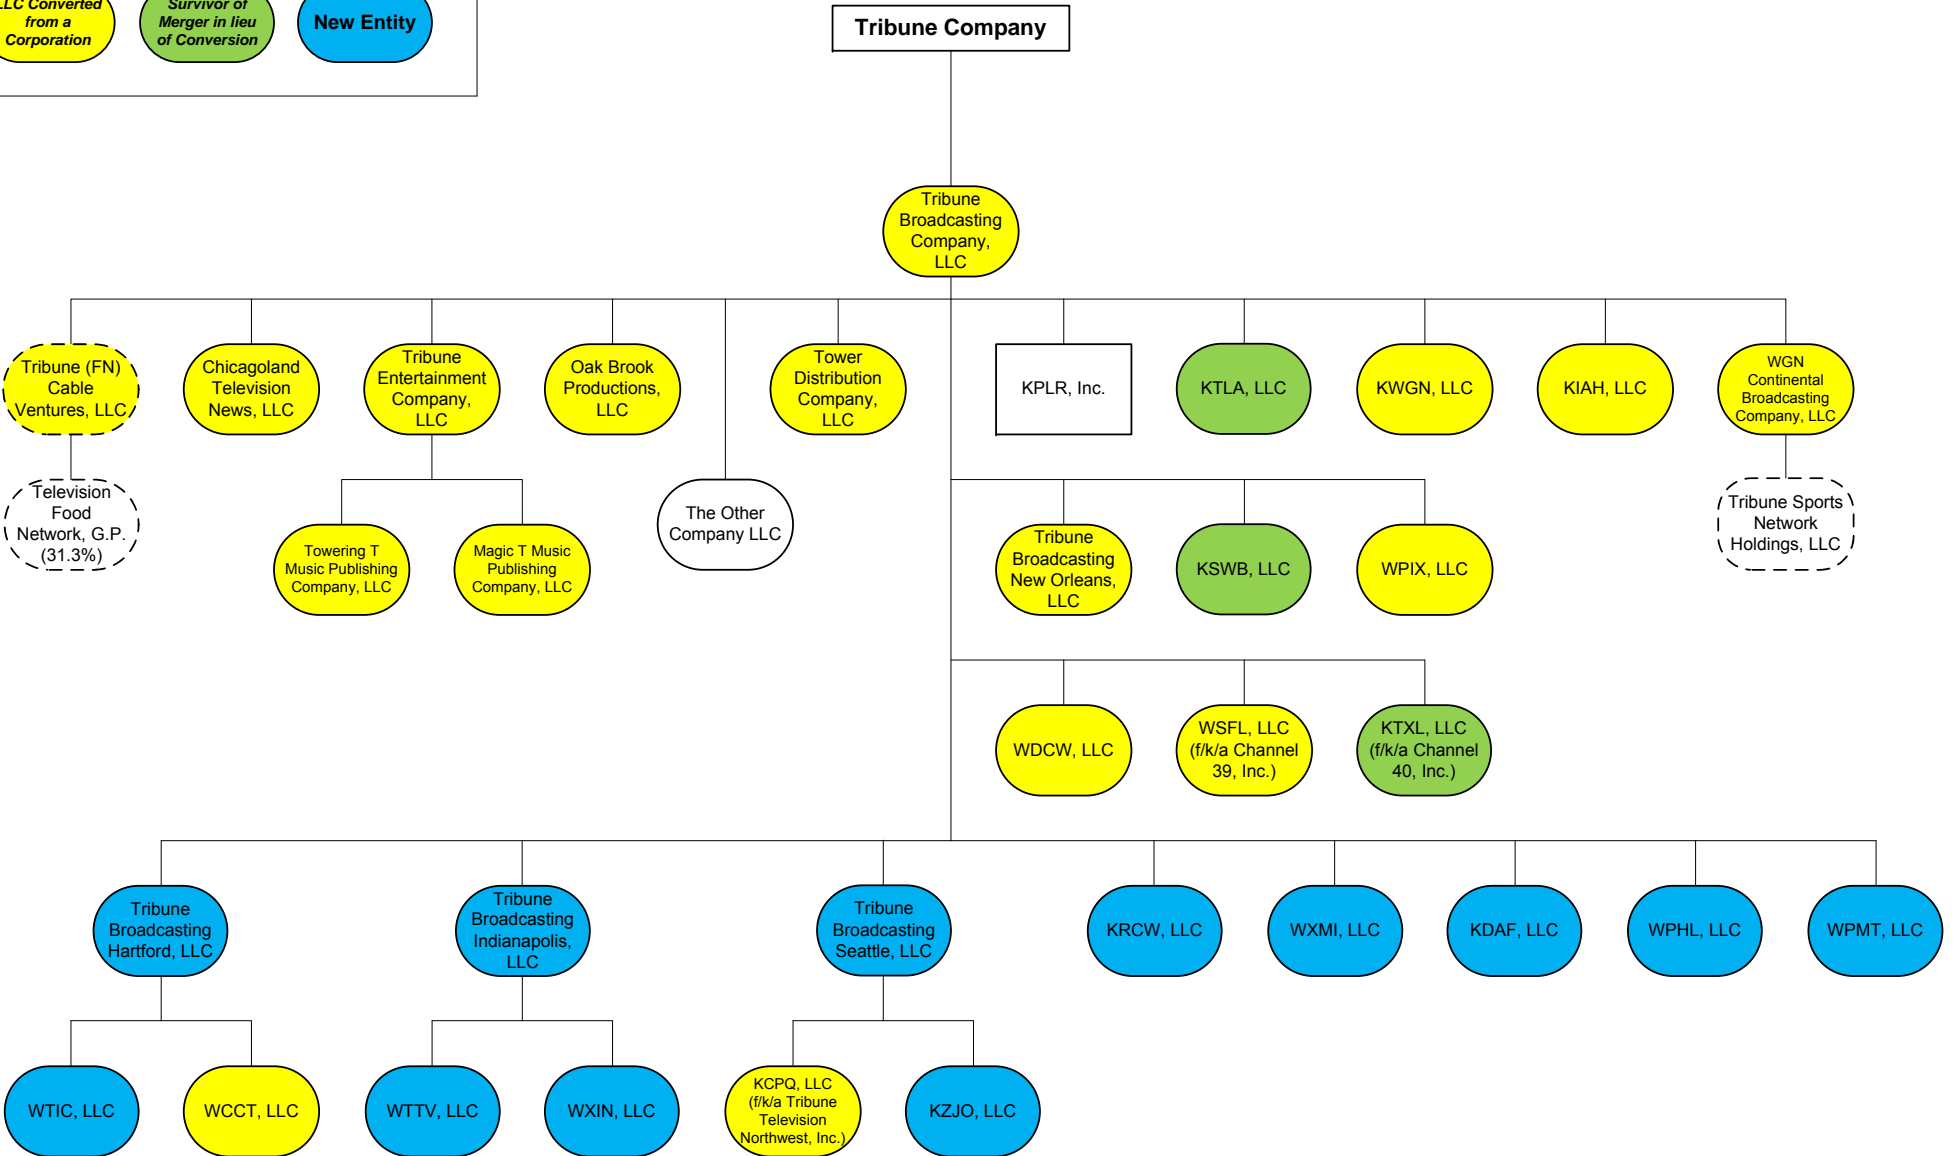 LLC Converted
from a
Corporation
Survivor of
Merger in lieu
of Conversion
New Entity
Tribune Company
Tribune
Broadcasting
Company,
LLC
Tribune (FN)
Cable
Ventures, LLC
Chicagoland
Television
News, LLC
Tribune
Entertainment
Company,
LLC
Oak Brook
Productions,
LLC
Tower
Distribution
Company,
LLC
KPLR, Inc.
KTLA, LLC
KWGN, LLC
KIAH, LLC
WGN
Continental
Broadcasting
Company, LLC
Television
Food
Network, G.P.
(31.3%)
Towering T
Music Publishing
Company, LLC
Magic T Music
Publishing
Company, LLC
The Other
Company LLC
Tribune
Broadcasting
New Orleans,
LLC
KSWB, LLC
WPIX, LLC
Tribune Sports
Network
Holdings, LLC
WDCW, LLC
WSFL, LLC
(f/k/a Channel
39, Inc.)
KTXL, LLC
(f/k/a Channel
40, Inc.)
Tribune
Broadcasting
Hartford, LLC
Tribune
Broadcasting
Indianapolis,
LLC
Tribune
Broadcasting
Seattle, LLC
KRCW, LLC
WXMI, LLC
KDAF, LLC
WPHL, LLC
WPMT, LLC
WTIC, LLC
WCCT, LLC
WTTV, LLC
WXIN, LLC
KCPQ, LLC
(f/k/a Tribune
Television
Northwest, Inc.)
KZJO, LLC